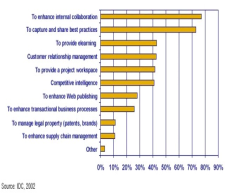 To enhance internal collaboration
To capture and share best practices
To provide elearning
Customer relationship management
To provide a project workspace
Competitive intelligence
To enhance Web publishing
To enhance transactional business processes
To manage legal property (patents, brands)
To enhance supply chain management
Other
0% 10% 20% 30% 40% 50% 60% 70% 80% 90%
Source: IDC, 2002